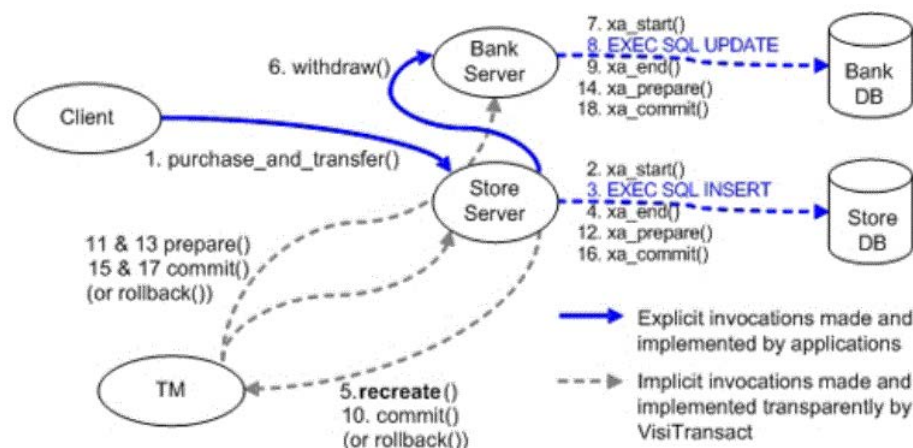 7. xa_start()
8. EXEC SQL UPDATE
9. xa_end()
14. xa_prepare()
18. xa_commit()
Bank
Server
Bank
DB
6. withdraw()
Client
1. purchase_and_transfer()
Store
Server
2. xa_start()
3. EXEC SQL INSERT
4. xa_end()
12. xa_prepare()
16. xa_commit()
Store
DB
11 & 13 prepare()
15 & 17 commit()
(or rollback())
TM
5.recreate()
10. commit()
(or rollback())
Explicit invocations made and
implemented by applications
Implicit invocations made and
implemented transparently by
VisiTransact